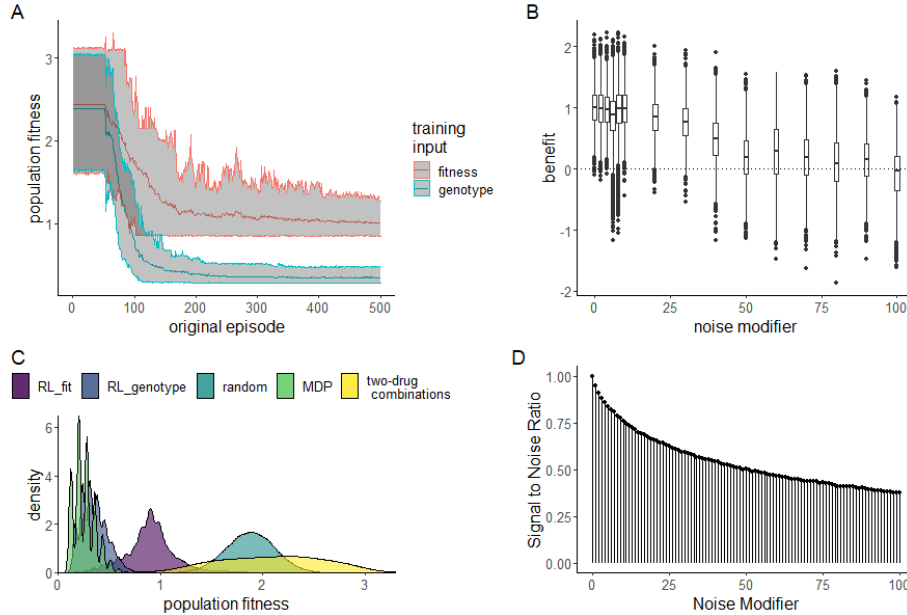 A
population fitness
3
2
1
0
100
200
300
400
500
original episode
training
input
fitness
genotype
B
benefit
2
1
0
-1
-2
0
25
50
75
100
noise modifier
C
RL_fit
RL_genotype
random
MDP
two-drug
combinations
density
6
4
2
0
0
1
2
3
population fitness
D
Signal to Noise Ratio
1.00
0.75
0.50
0.25
0.00
0
25
50
75
100
Noise Modifier